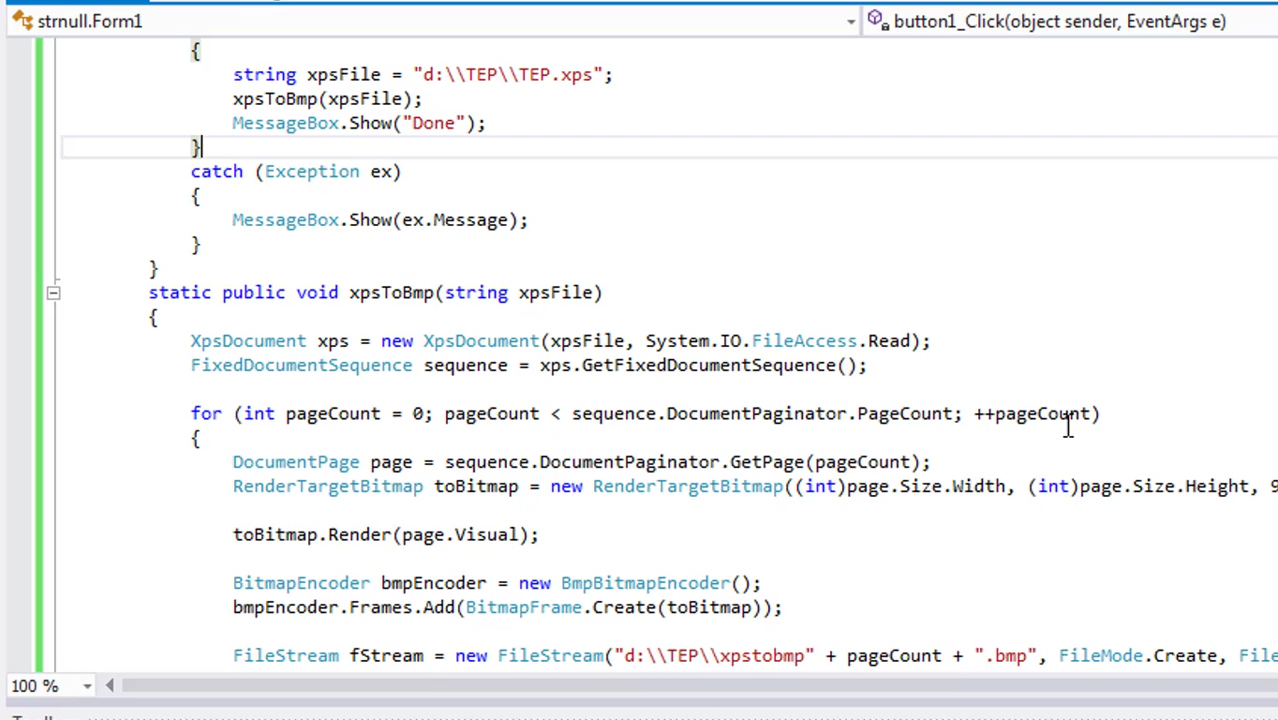 strnull.Form1 button1_Click(object sender, EventArgs e)
{
string xpsFile = "d:\\TEP\\TEP.xps";
xpsToBmp(xpsFile);
MessageBox.Show("Done");
}
catch (Exception ex)
{
MessageBox.Show(ex.Message);
}
}
static public void xpsToBmp(string xpsFile)
{
XpsDocument xps = new XpsDocument(xpsFile, System.IO.FileAccess.Read);
FixedDocumentSequence sequence = xps.GetFixedDocumentSequence();
for (int pageCount = 0; pageCount < sequence.DocumentPaginator.PageCount; ++pageCount)
{
DocumentPage page = sequence.DocumentPaginator.GetPage(pageCount);
RenderTargetBitmap toBitmap = new RenderTargetBitmap((int)page.Size.Width, (int)page.Size.Height, 9
toBitmap.Render(page.Visual);
BitmapEncoder bmpEncoder = new BmpBitmapEncoder();
bmpEncoder.Frames.Add(BitmapFrame.Create(toBitmap));
FileStream fStream = new FileStream("d:\\TEP\\xpstobmp" + pageCount + ".bmp", FileMode.Create, File
100 %